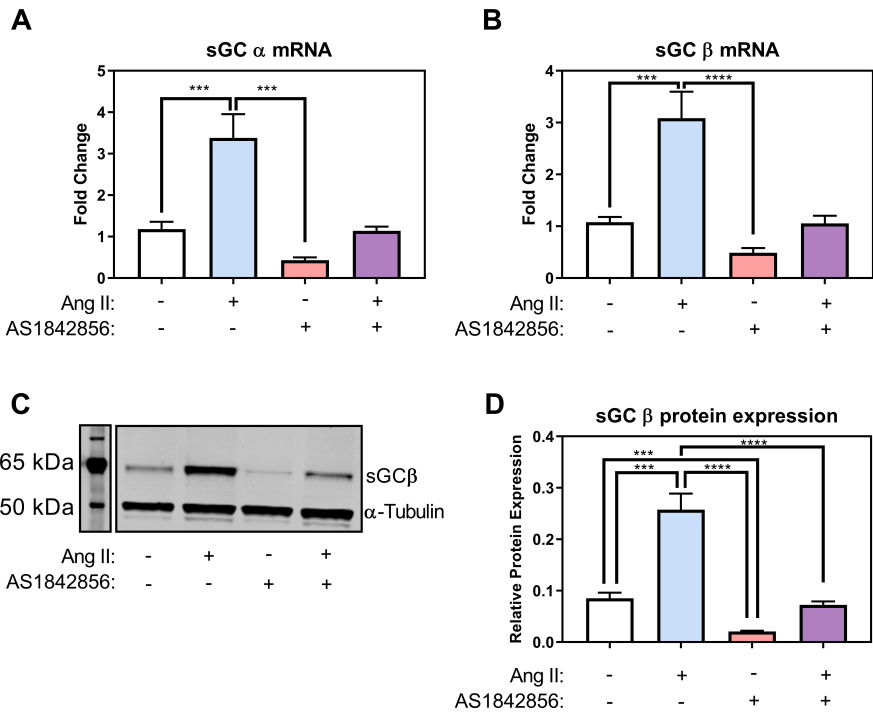 A
sGC α mRNA
Fold Change
5
4
3
2
1
0
*** ***
Ang II: - + - +
AS1842856: - - + +
B
sGC β mRNA
Fold Change
4
3
2
1
0
*** ****
Ang II: - + - +
AS1842856: - - + +
C
65 kDa
50 kDa
sGCβ
α-Tubulin
Ang II: - + - +
AS1842856: - - + +
D
sGC β protein expression
Relative Protein Expression
0.4
0.3
0.2
0.1
0.0
****
***
*** ****
Ang II: - + - +
AS1842856: - - + +